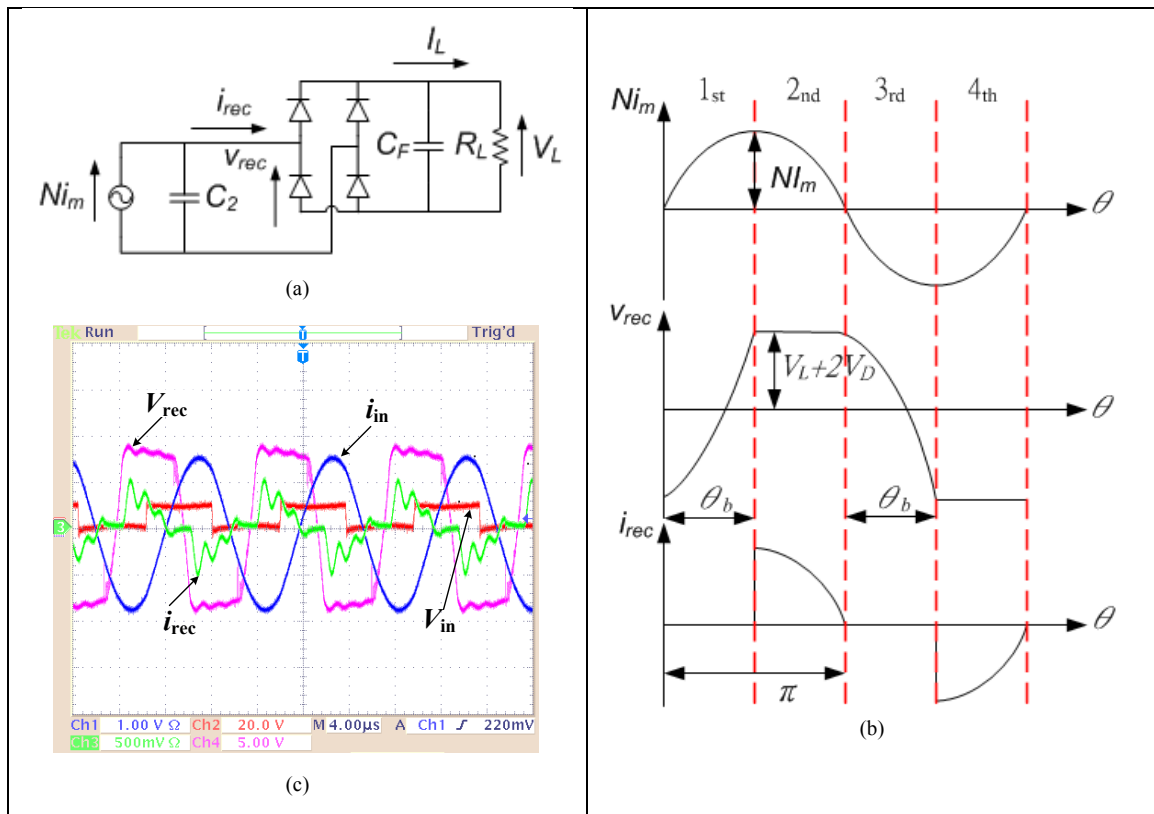 I_L
i_rec
v_rec
C_F
R_L
V_L
Ni_m
C_2
(a)
Tek Run
Trig'd
T
T
V_rec
i_in
3
i_rec
V_in
Ch1 1.00 V Ω Ch2 20.0 V M 4.00µs A Ch1 220mV
Ch3 500mV Ω Ch4 5.00 V
(c)
1st 2nd 3rd 4th
Ni_m
NI_m
θ
v_rec
V_L+2V_D
θ
θ_b
θ_b
i_rec
θ
π
(b)